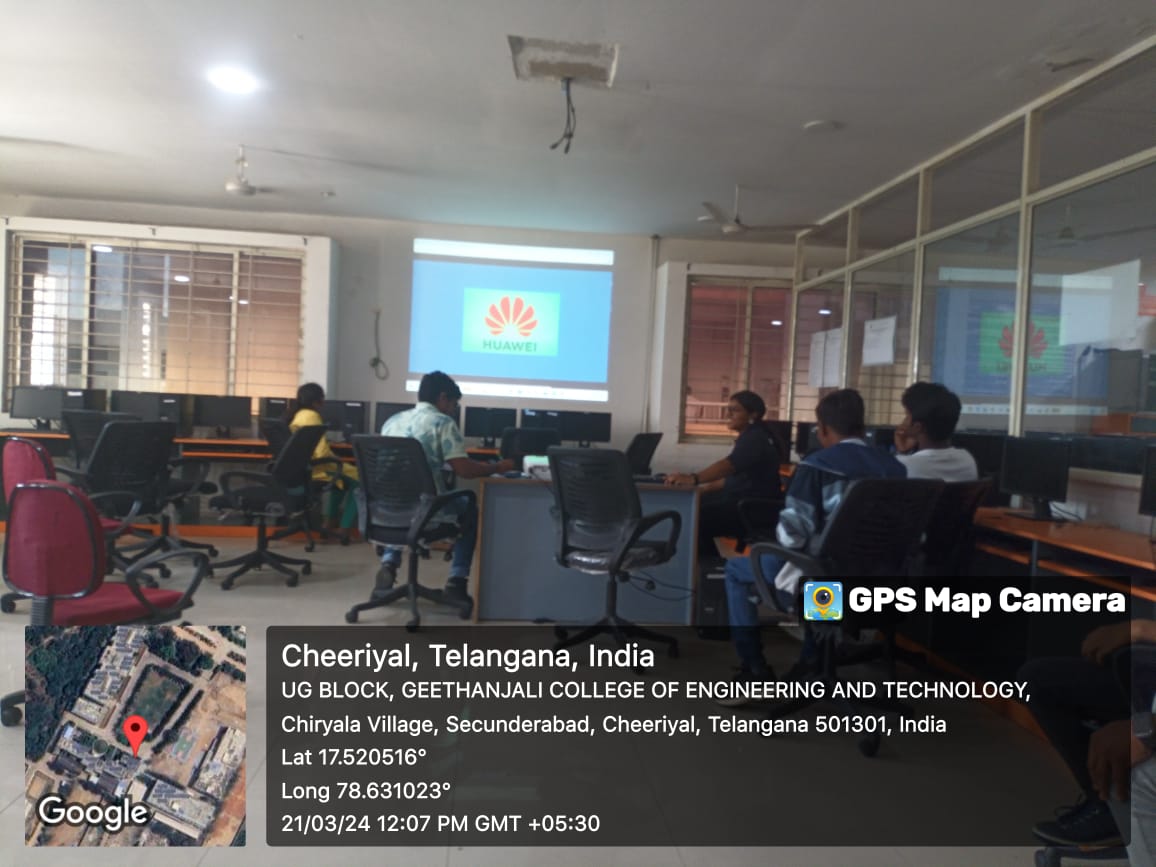 HUAWEI
GPS Map Camera
Cheeriyal, Telangana, India
UG BLOCK, GEETHANJALI COLLEGE OF ENGINEERING AND TECHNOLOGY,
Chiryala Village, Secunderabad, Cheeriyal, Telangana 501301, India
Lat 17.520516°
Long 78.631023°
21/03/24 12:07 PM GMT +05:30
Google